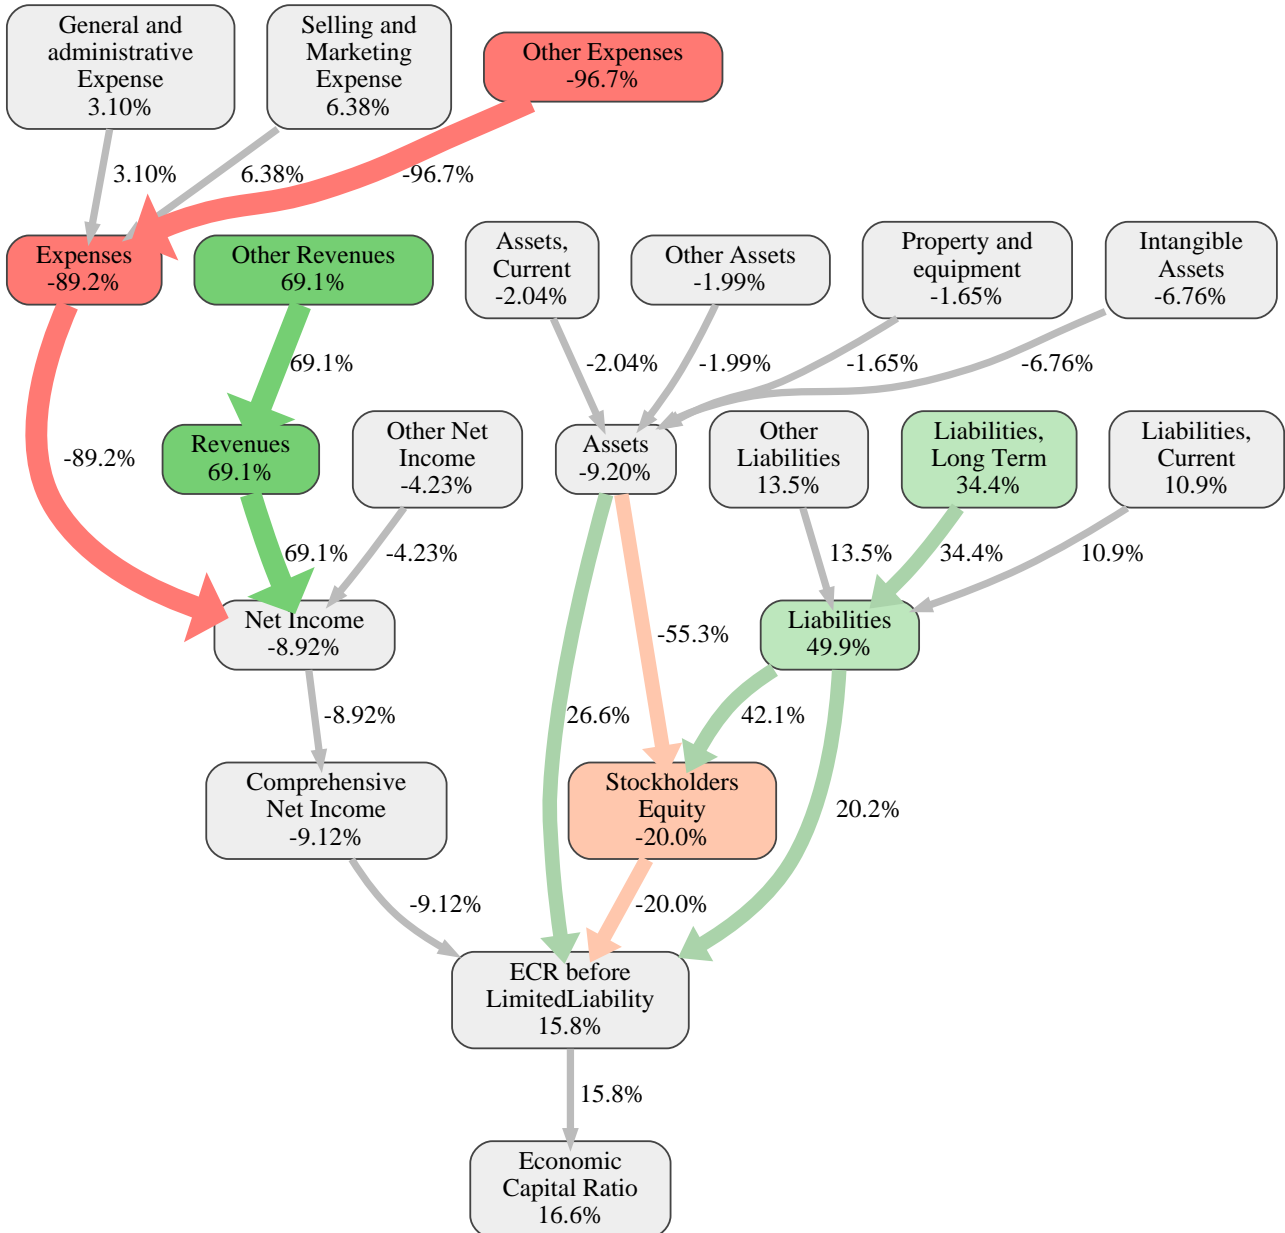 General and
administrative
Expense
3.10%
Selling and
Marketing
Expense
6.38%
Other Expenses
-96.7%
3.10%
6.38%
-96.7%
Expenses
-89.2%
Other Revenues
69.1%
Assets,
Current
-2.04%
Other Assets
-1.99%
Property and
equipment
-1.65%
Intangible
Assets
-6.76%
69.1%
-2.04%
-1.99%
-1.65%
-6.76%
-89.2%
Revenues
69.1%
Other Net
Income
-4.23%
Assets
-9.20%
Other
Liabilities
13.5%
Liabilities,
Long Term
34.4%
Liabilities,
Current
10.9%
69.1%
-4.23%
13.5%
34.4%
10.9%
Net Income
-8.92%
-55.3%
Liabilities
49.9%
-8.92%
26.6%
42.1%
Comprehensive
Net Income
-9.12%
Stockholders
Equity
-20.0%
20.2%
-9.12%
-20.0%
ECR before
LimitedLiability
15.8%
15.8%
Economic
Capital Ratio
16.6%